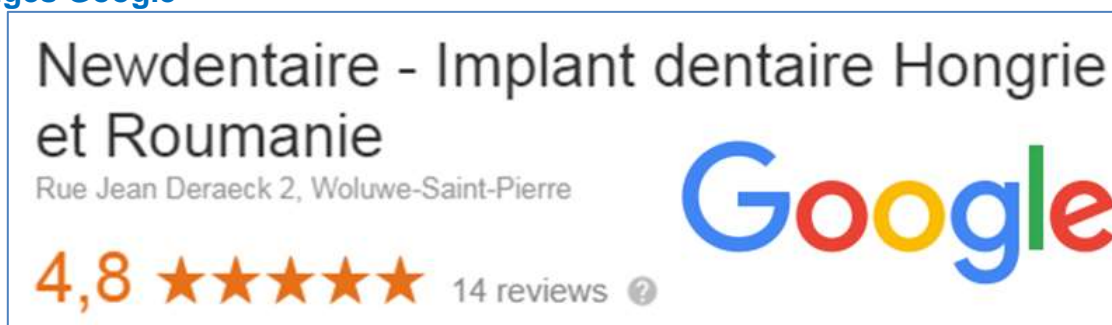 Newdentaire - Implant dentaire Hongrie
et Roumanie
Rue Jean Deraeck 2, Woluwe-Saint-Pierre
Google
4,8 ★★★★★ 14 reviews ?